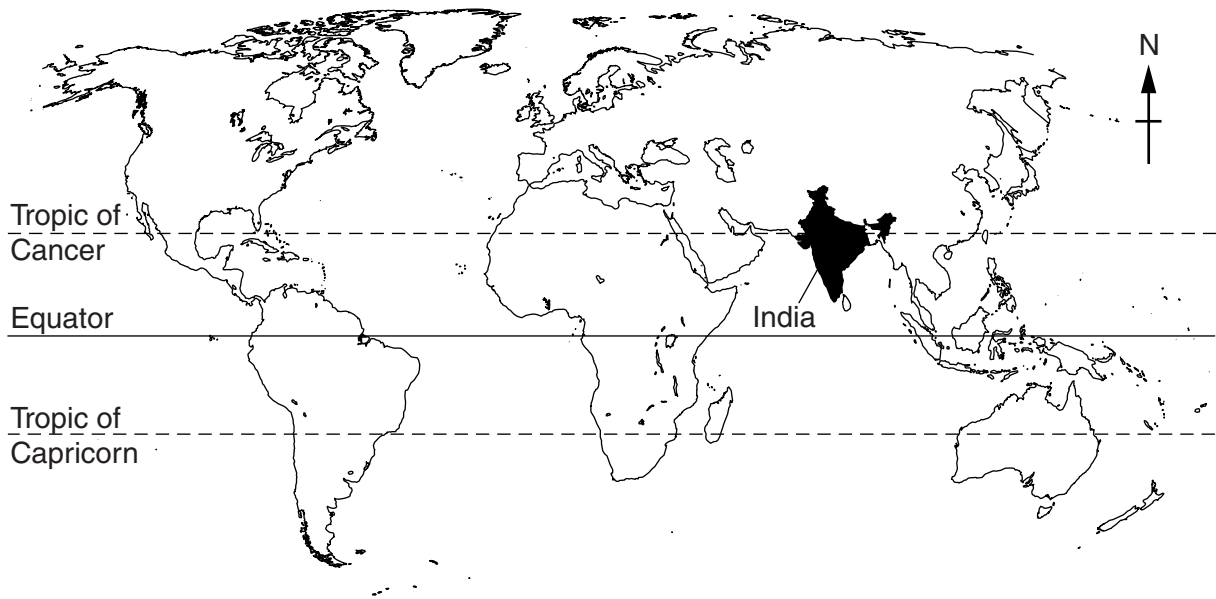 N
Tropic of
Cancer
Equator
India
Tropic of
Capricorn